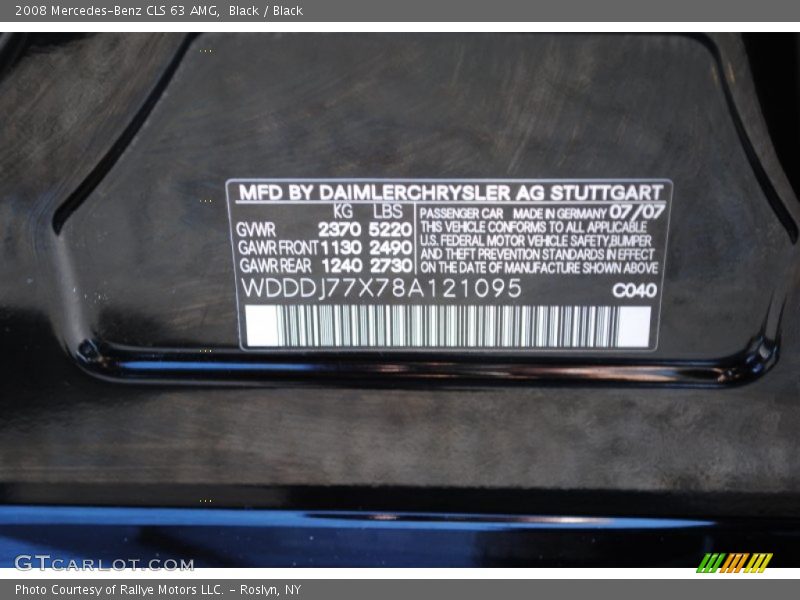 2008 Mercedes-Benz CLS 63 AMG, Black / Black
MFD BY DAIMLERCHRYSLER AG STUTTGART
KG LBS
GVWR 2370 5220
GAWR FRONT 1130 2490
GAWR REAR 1240 2730
PASSENGER CAR MADE IN GERMANY 07/07
THIS VEHICLE CONFORMS TO ALL APPLICABLE
U.S. FEDERAL MOTOR VEHICLE SAFETY,BUMPER
AND THEFT PREVENTION STANDARDS IN EFFECT
ON THE DATE OF MANUFACTURE SHOWN ABOVE
WDDDJ77X78A121095 C040
GTCARLOT.COM
Photo Courtesy of Rallye Motors LLC. - Roslyn, NY